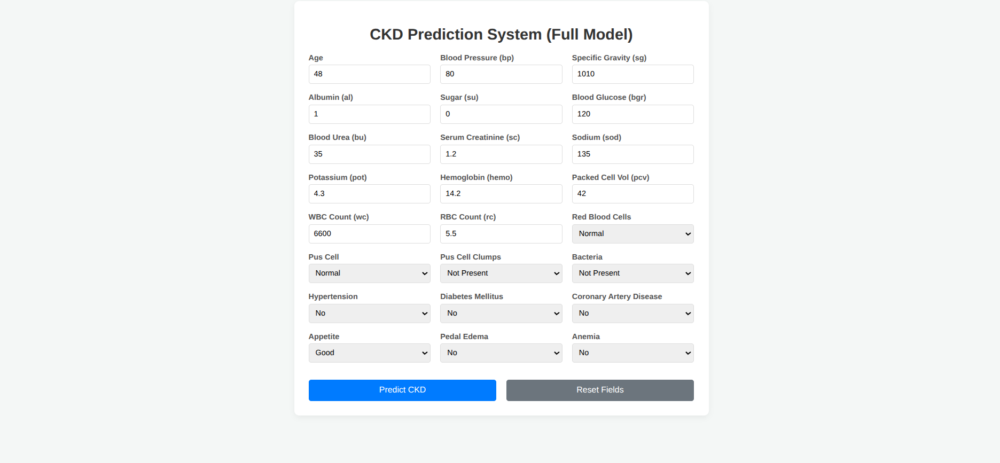 CKD Prediction System (Full Model)
Age Blood Pressure (bp) Specific Gravity (sg)
48 80 1010
Albumin (al) Sugar (su) Blood Glucose (bgr)
1 0 120
Blood Urea (bu) Serum Creatinine (sc) Sodium (sod)
35 1.2 135
Potassium (pot) Hemoglobin (hemo) Packed Cell Vol (pcv)
4.3 14.2 42
WBC Count (wc) RBC Count (rc) Red Blood Cells
6600 5.5 Normal
Pus Cell Pus Cell Clumps Bacteria
Normal Not Present Not Present
Hypertension Diabetes Mellitus Coronary Artery Disease
No No No
Appetite Pedal Edema Anemia
Good No No
Predict CKD Reset Fields